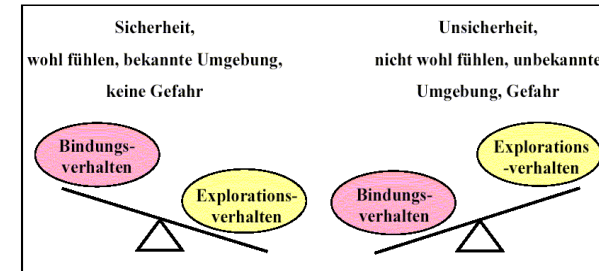 Sicherheit,
wohl fühlen, bekannte Umgebung,
keine Gefahr
Bindungs-
verhalten
Explorations-
verhalten
Unsicherheit,
nicht wohl fühlen, unbekannte
Umgebung, Gefahr
Explorations
-verhalten
Bindungs-
verhalten